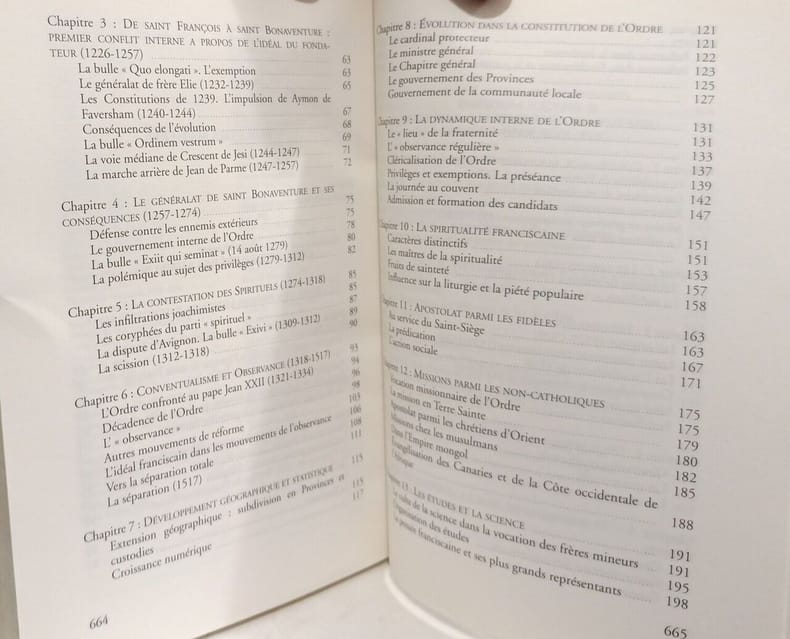 Chapitre 3 : DE SAINT FRANÇOIS À SAINT BONAVENTURE :
PREMIER CONFLIT INTERNE A PROPOS DE L'IDÉAL DU FONDA-
TEUR (1226-1257) 63
La bulle « Quo elongati ». L'exemption 63
Le généralat de frère Elie (1232-1239) 65
Les Constitutions de 1239. L'impulsion de Aymon de
Faversham (1240-1244) 67
Conséquences de l'évolution 68
La bulle « Ordinem vestrum » 69
La voie médiane de Crescent de Jesi (1244-1247) 71
La marche arrière de Jean de Parme (1247-1257) 72
Chapitre 4 : LE GÉNÉRALAT DE SAINT BONAVENTURE ET SES
CONSÉQUENCES (1257-1274) 75
Défense contre les ennemis extérieurs 75
Le gouvernement interne de l'Ordre 78
La bulle « Exiit qui seminat » (14 août 1279) 80
La polémique au sujet des privilèges (1279-1312) 82
Chapitre 5 : LA CONTESTATION DES SPIRITUELS (1274-1318) 85
Les infiltrations joachimistes 85
Les coryphées du parti « spirituel » 87
La dispute d'Avignon. La bulle « Exivi » (1309-1312) 89
La scission (1312-1318) 90
Chapitre 6 : CONVENTUALISME ET OBSERVANCE (1318-1517) 93
L'Ordre confronté au pape Jean XXII (1321-1334) 94
Décadence de l'Ordre 96
L' « observance » 98
Autres mouvements de réforme 103
L'idéal franciscain dans les mouvements de l'observance 106
Vers la séparation totale 108
La séparation (1517) 111
Chapitre 7 : DÉVELOPPEMENT GÉOGRAPHIQUE ET STATISTIQUE 115
Extension géographique : subdivision en Provinces et
custodies 115
Croissance numérique 117
664
Chapitre 8 : ÉVOLUTION DANS LA CONSTITUTION DE L'ORDRE 121
Le cardinal protecteur 121
Le ministre général 122
Le Chapitre général 123
Le gouvernement des Provinces 125
Gouvernement de la communauté locale 127
Chapitre 9 : LA DYNAMIQUE INTERNE DE L'ORDRE 131
Le « lieu » de la fraternité 131
L' « observance régulière » 133
Cléricalisation de l'Ordre 137
Privilèges et exemptions. La préséance 139
La journée au couvent 142
Admission et formation des candidats 147
Chapitre 10 : LA SPIRITUALITÉ FRANCISCAINE 151
Caractères distinctifs 151
Les maîtres de la spiritualité 153
Fruits de sainteté 157
Influence sur la liturgie et la piété populaire 158
Chapitre 11 : APOSTOLAT PARMI LES FIDÈLES 163
Au service du Saint-Siège 163
La prédication 167
L'action sociale 171
Chapitre 12 : MISSIONS PARMI LES NON-CATHOLIQUES 175
Vocation missionnaire de l'Ordre 175
La mission en Terre Sainte 179
Apostolat parmi les chrétiens d'Orient 180
Missions chez les musulmans 182
Dans l'Empire mongol 185
Evangélisation des Canaries et de la Côte occidentale de
l'Afrique 188
Chapitre 13 : LES ÉTUDES ET LA SCIENCE 191
La place de la science dans la vocation des frères mineurs 191
Organisation des études 195
La pensée franciscaine et ses plus grands représentants 198
665